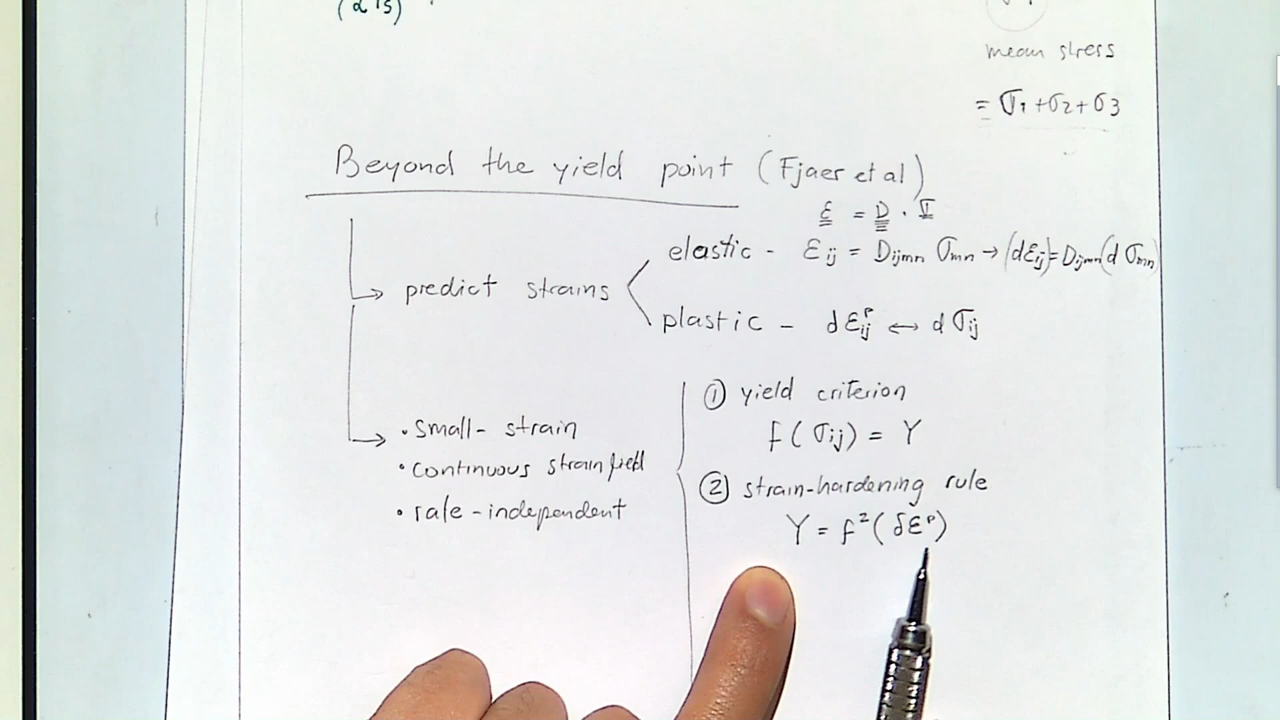 (d Is)
mean stress
= σ1 + σ2 + σ3
Beyond the yield point (Fjaer et al)
ε = D · σ
elastic - εij = Dijmn σmn → (dεij) = Dijmn (d σmn)
predict strains
plastic - dεᵖij ↔ d σij
① yield criterion
f (σij) = Y
• small-strain
• continuous strain field
• rate-independent
② strain-hardening rule
Y = f² (δεᵖ)